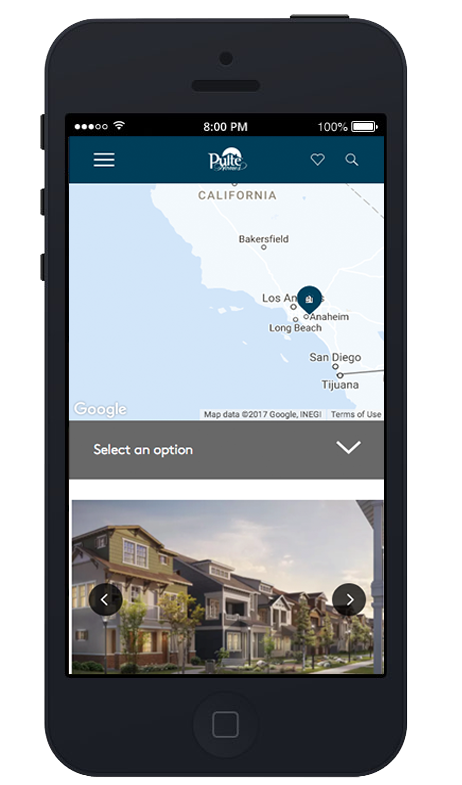 8:00 PM 100%
Pulte
Homes
CALIFORNIA
Bakersfield
Los An
Anaheim
Long Beach
San Diego
Tijuana
Google Map data ©2017 Google, INEGI Terms of Use
Select an option